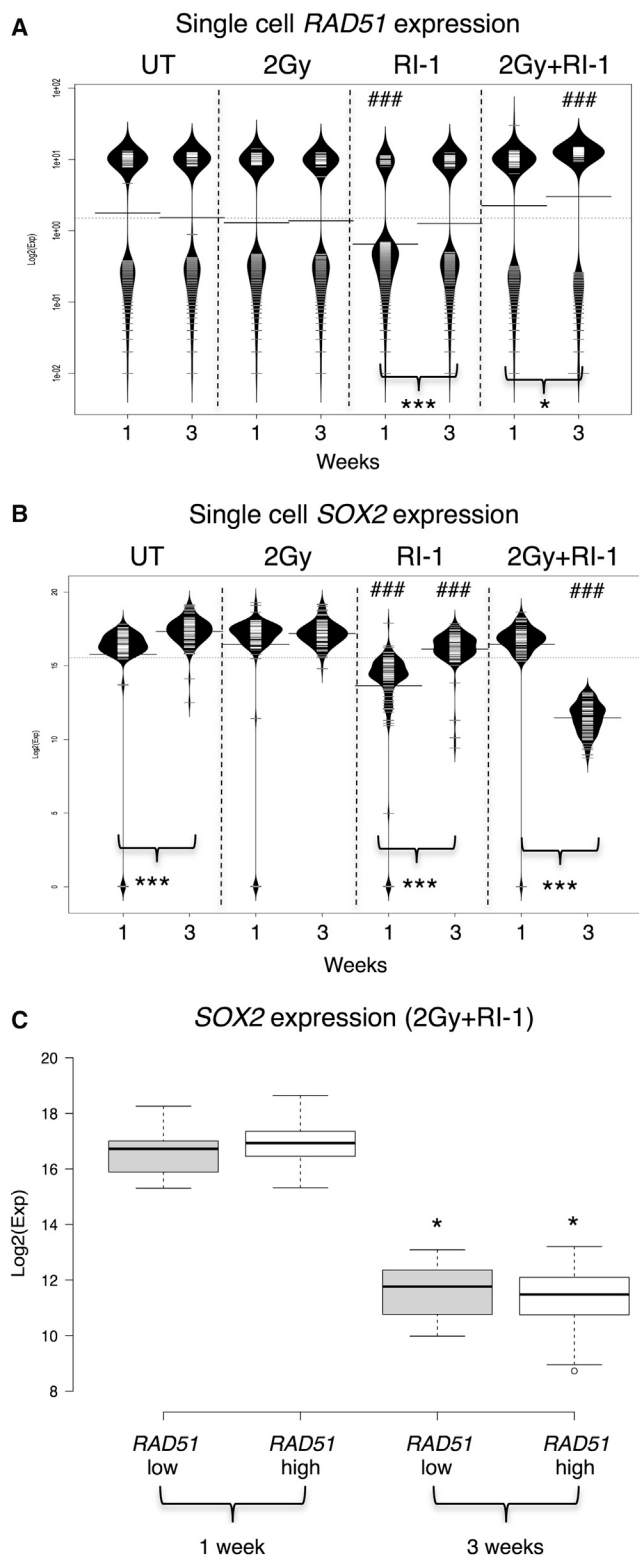 A
Single cell RAD51 expression
UT 2Gy RI-1 2Gy+RI-1
### ###
1e+02
1e+01
1e+00
1e-01
1e-02
Log2(Exp)
*** *
1 3 1 3 1 3 1 3
Weeks
B
Single cell SOX2 expression
UT 2Gy RI-1 2Gy+RI-1
### ### ###
20
15
10
5
0
Log2(Exp)
*** *** ***
1 3 1 3 1 3 1 3
Weeks
C
SOX2 expression (2Gy+RI-1)
20
18
16
14
12
10
8
Log2(Exp)
* *
RAD51 RAD51 RAD51 RAD51
low high low high
1 week 3 weeks